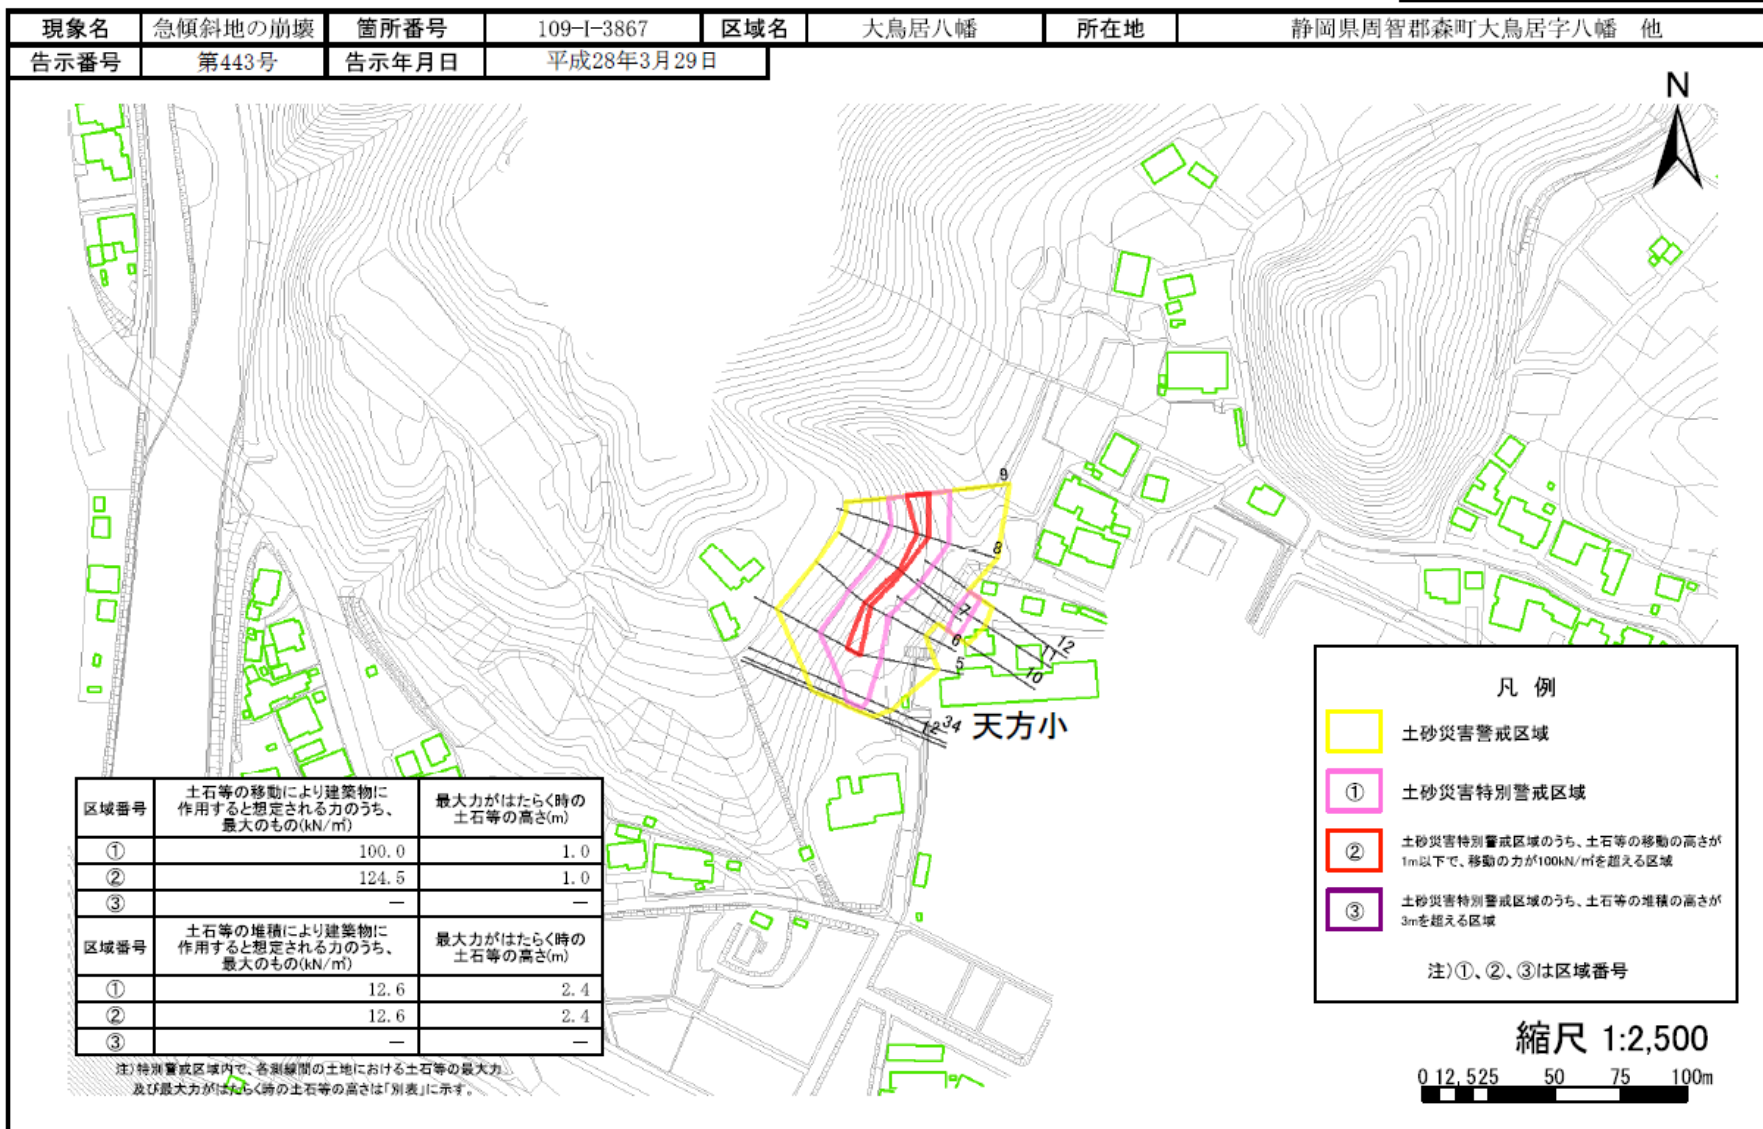 現象名 急傾斜地の崩壊 箇所番号 109-I-3867 区域名 大鳥居八幡 所在地 静岡県周智郡森町大鳥居字八幡 他
告示番号 第443号 告示年月日 平成28年3月29日
N
9
8
7
6
5
12
11
10
12 34
天方小
凡 例
土砂災害警戒区域
① 土砂災害特別警戒区域
② 土砂災害特別警戒区域のうち、土石等の移動の高さが
1m以下で、移動の力が100kN/㎡を超える区域
③ 土砂災害特別警戒区域のうち、土石等の堆積の高さが
3mを超える区域
注)①、②、③は区域番号
区域番号 土石等の移動により建築物に
作用すると想定される力のうち、
最大のもの(kN/㎡) 最大力がはたらく時の
土石等の高さ(m)
① 100.0 1.0
② 124.5 1.0
③ — —
区域番号 土石等の堆積により建築物に
作用すると想定される力のうち、
最大のもの(kN/㎡) 最大力がはたらく時の
土石等の高さ(m)
① 12.6 2.4
② 12.6 2.4
③ — —
注)特別警戒区域内で、各測線間の土地における土石等の最大力
及び最大力がはたらく時の土石等の高さは「別表」に示す。
縮尺 1:2,500
0 12,525 50 75 100m